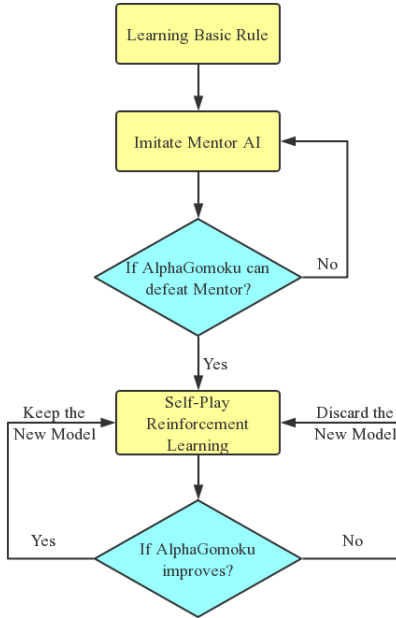 Learning Basic Rule
Imitate Mentor AI
If AlphaGomoku can
defeat Mentor?
No
Yes
Self-Play
Reinforcement
Learning
Keep the
New Model
Discard the
New Model
If AlphaGomoku
improves?
Yes
No